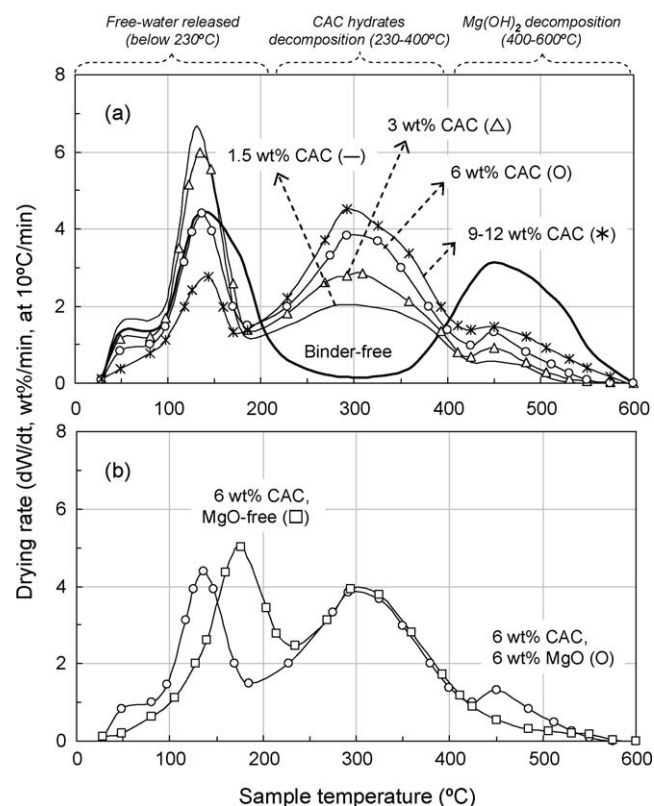 Free-water released
(below 230ºC)
CAC hydrates
decomposition (230-400ºC)
Mg(OH)2 decomposition
(400-600ºC)
Drying rate (dW/dt, wt%/min, at 10ºC/min)
8
6
4
2
0
(a)
3 wt% CAC (△)
1.5 wt% CAC (—)
6 wt% CAC (O)
9-12 wt% CAC (∗)
Binder-free
0 100 200 300 400 500 600
8
6
4
2
0
(b)
6 wt% CAC,
MgO-free (□)
6 wt% CAC,
6 wt% MgO (O)
0 100 200 300 400 500 600
Sample temperature (ºC)